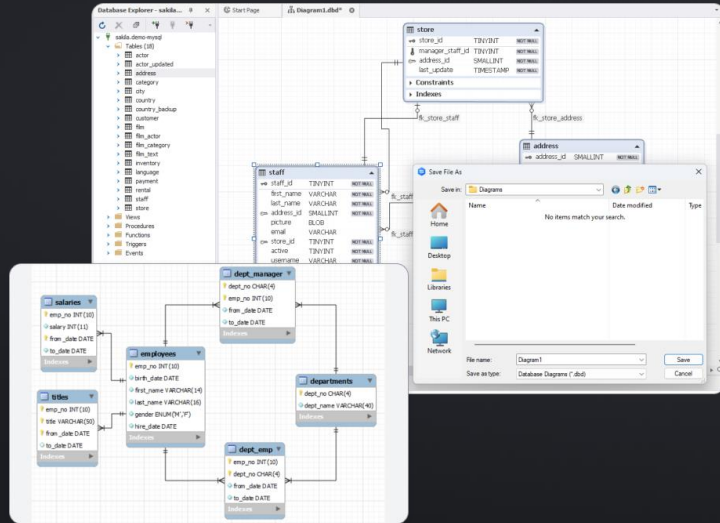 Database Explorer - sakila...
Start Page
Diagram1.dbd*
sakila.demo-mysql
Tables (18)
actor
actor_updated
address
category
city
country
country_backup
customer
film
film_actor
film_category
film_text
inventory
language
payment
rental
staff
store
Views
Procedures
Functions
Triggers
Events
store
store_id TINYINT NOT NULL
manager_staff_id TINYINT NOT NULL
address_id SMALLINT NOT NULL
last_update TIMESTAMP NOT NULL
Constraints
Indexes
fk_store_staff
fk_store_address
address
address_id SMALLINT NOT NULL
staff
staff_id TINYINT NOT NULL
first_name VARCHAR NOT NULL
last_name VARCHAR NOT NULL
address_id SMALLINT NOT NULL
picture BLOB
email VARCHAR
store_id TINYINT NOT NULL
active TINYINT NOT NULL
username VARCHAR NOT NULL
fk_staff
fk_staff
Save File As
Save in: Diagrams
Name Date modified Type
No items match your search.
Home
Desktop
Libraries
This PC
Network
File name: Diagram1 Save
Save as type: Database Diagrams (*.dbd) Cancel
salaries
emp_no INT(10)
salary INT(11)
from_date DATE
to_date DATE
Indexes
titles
emp_no INT(10)
title VARCHAR(50)
from_date DATE
to_date DATE
Indexes
employees
emp_no INT(10)
birth_date DATE
first_name VARCHAR(14)
last_name VARCHAR(16)
gender ENUM('M','F')
hire_date DATE
Indexes
dept_manager
dept_no CHAR(4)
emp_no INT(10)
from_date DATE
to_date DATE
Indexes
departments
dept_no CHAR(4)
dept_name VARCHAR(40)
Indexes
dept_emp
emp_no INT(10)
dept_no CHAR(4)
from_date DATE
to_date DATE
Indexes